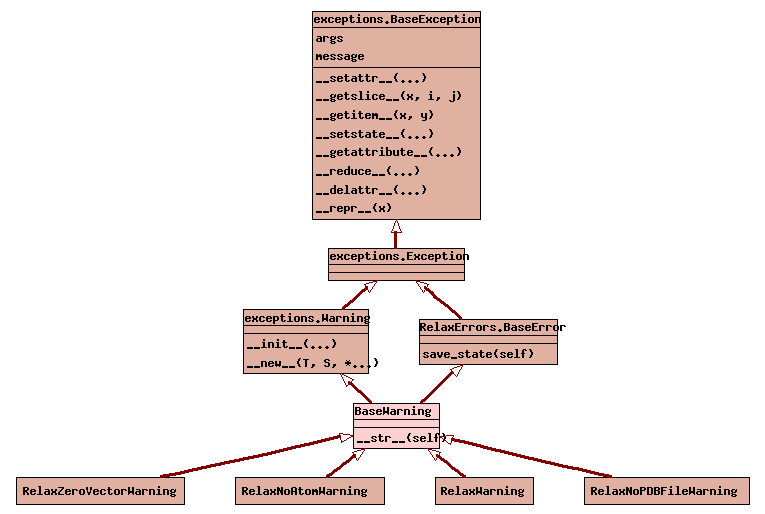 exceptions.BaseException
args
message
__setattr__(...)
__getslice__(x, i, j)
__getitem__(x, y)
__setstate__(...)
__getattribute__(...)
__reduce__(...)
__delattr__(...)
__repr__(x)
exceptions.Exception
exceptions.Warning
__init__(...)
__new__(T, S, *...)
RelaxErrors.BaseError
save_state(self)
BaseWarning
__str__(self)
RelaxZeroVectorWarning
RelaxNoAtomWarning
RelaxWarning
RelaxNoPDBFileWarning